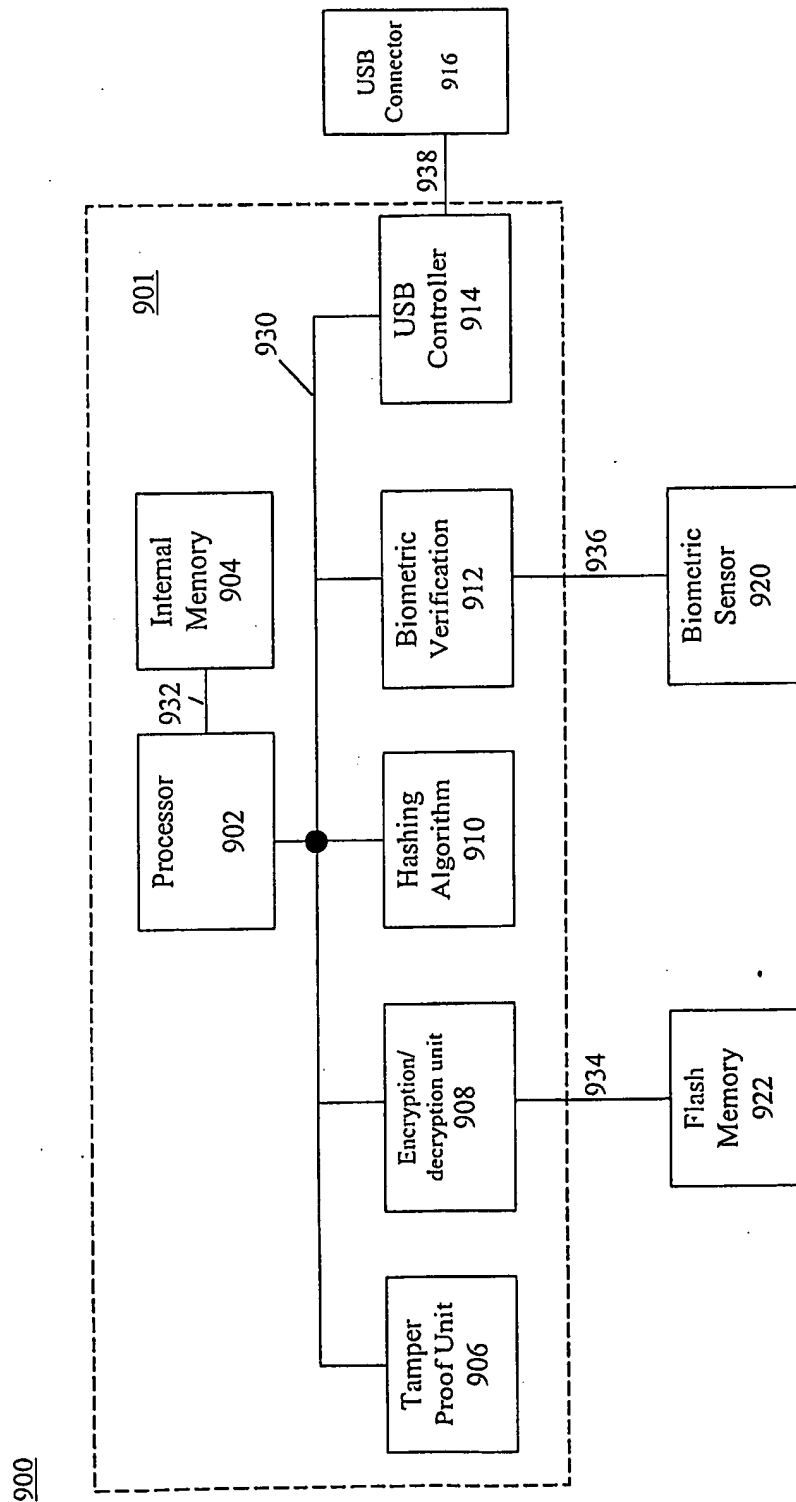 900
901
Processor
902
932
Internal
Memory
904
930
Tamper
Proof Unit
906
Encryption/
decryption unit
908
Hashing
Algorithm
910
Biometric
Verification
912
USB
Controller
914
938
USB
Connector
916
934
936
Flash
Memory
922
Biometric
Sensor
920